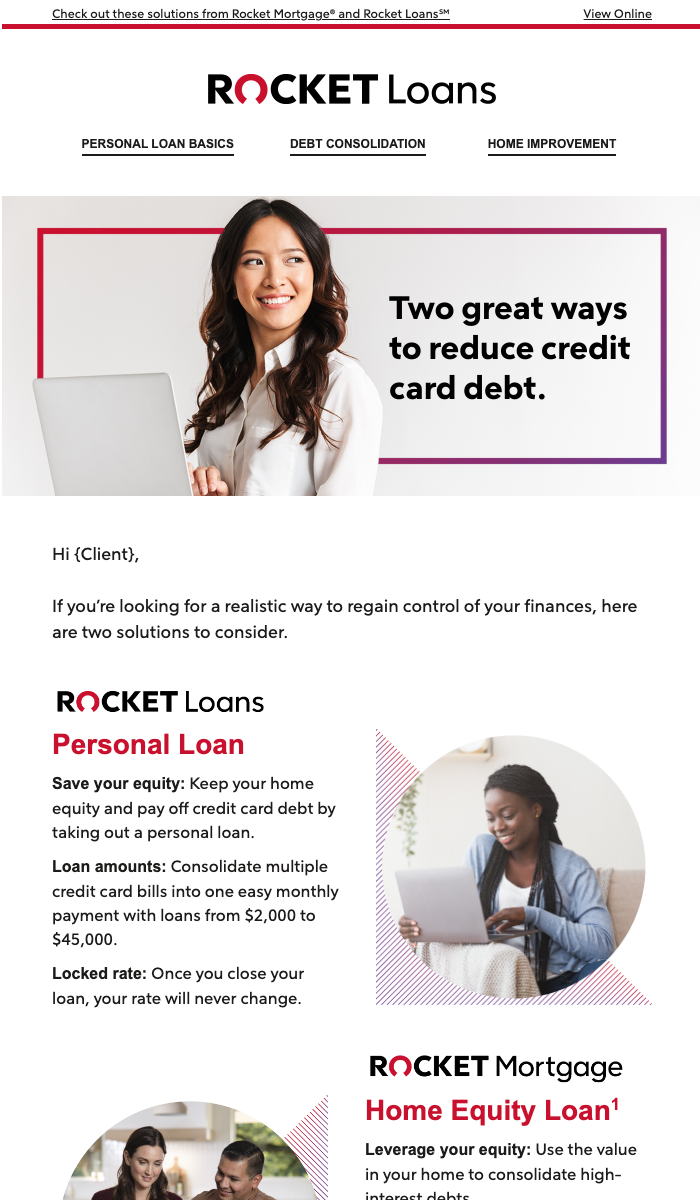 Check out these solutions from Rocket Mortgage® and Rocket Loans℠
View Online
ROCKET Loans
PERSONAL LOAN BASICS
DEBT CONSOLIDATION
HOME IMPROVEMENT
Two great ways
to reduce credit
card debt.
Hi {Client},
If you’re looking for a realistic way to regain control of your finances, here
are two solutions to consider.
ROCKET Loans
Personal Loan
Save your equity: Keep your home
equity and pay off credit card debt by
taking out a personal loan.
Loan amounts: Consolidate multiple
credit card bills into one easy monthly
payment with loans from $2,000 to
$45,000.
Locked rate: Once you close your
loan, your rate will never change.
ROCKET Mortgage
Home Equity Loan¹
Leverage your equity: Use the value
in your home to consolidate high-
interest debts